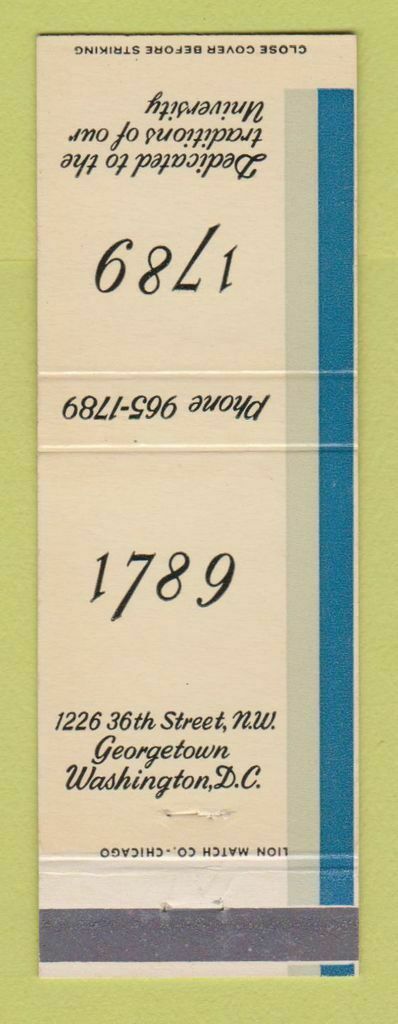 CLOSE COVER BEFORE STRIKING
Dedicated to the
traditions of our
University
1789
Phone 965-1789
1789
1226 36th Street, N.W.
Georgetown
Washington, D.C.
LION MATCH CO. - CHICAGO